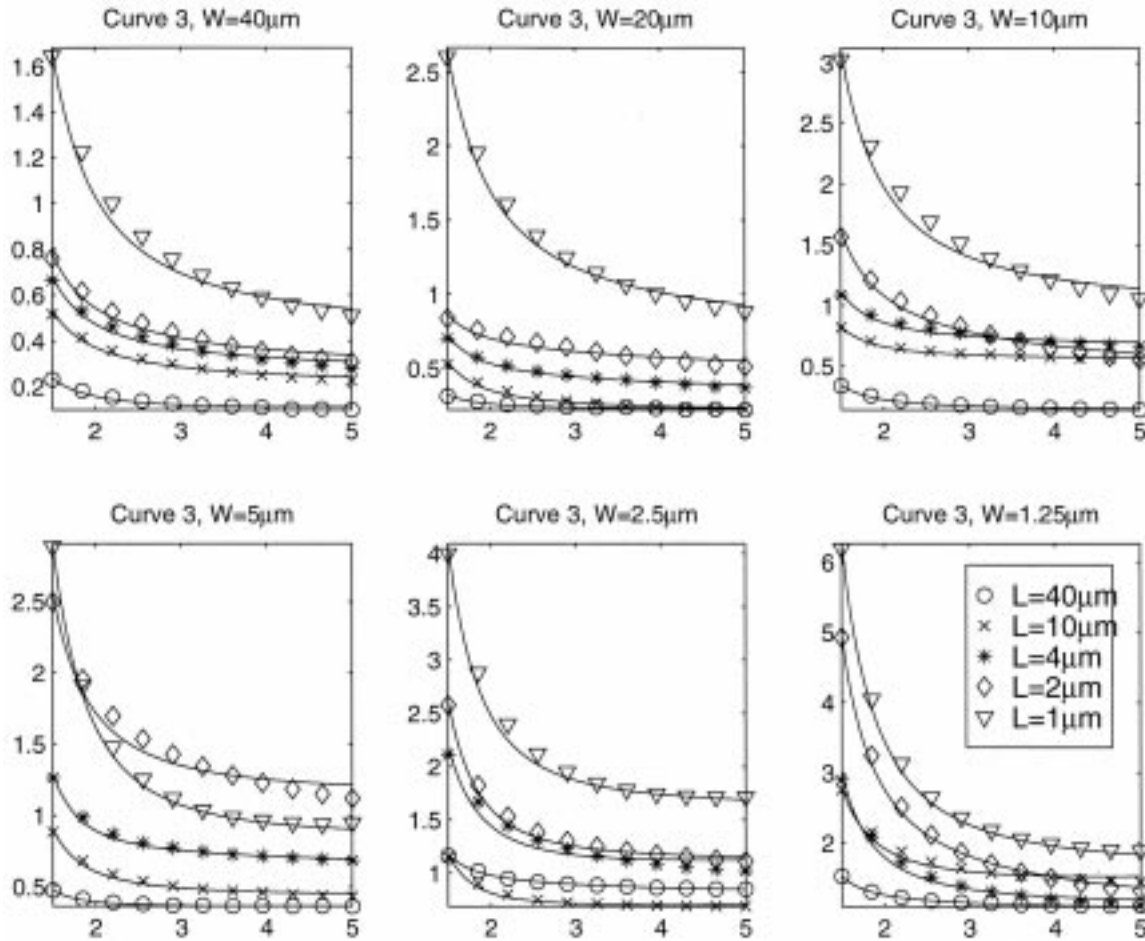 Curve 3, W=40μm
Curve 3, W=20μm
Curve 3, W=10μm
1.6
1.4
1.2
1
0.8
0.6
0.4
0.2
2 3 4 5
2.5
2
1.5
1
0.5
2 3 4 5
3
2.5
2
1.5
1
0.5
2 3 4 5
Curve 3, W=5μm
Curve 3, W=2.5μm
Curve 3, W=1.25μm
2.5
2
1.5
1
0.5
2 3 4 5
4
3.5
3
2.5
2
1.5
1
2 3 4 5
6
5
4
3
2
2 3 4 5
L=40μm
L=10μm
L=4μm
L=2μm
L=1μm